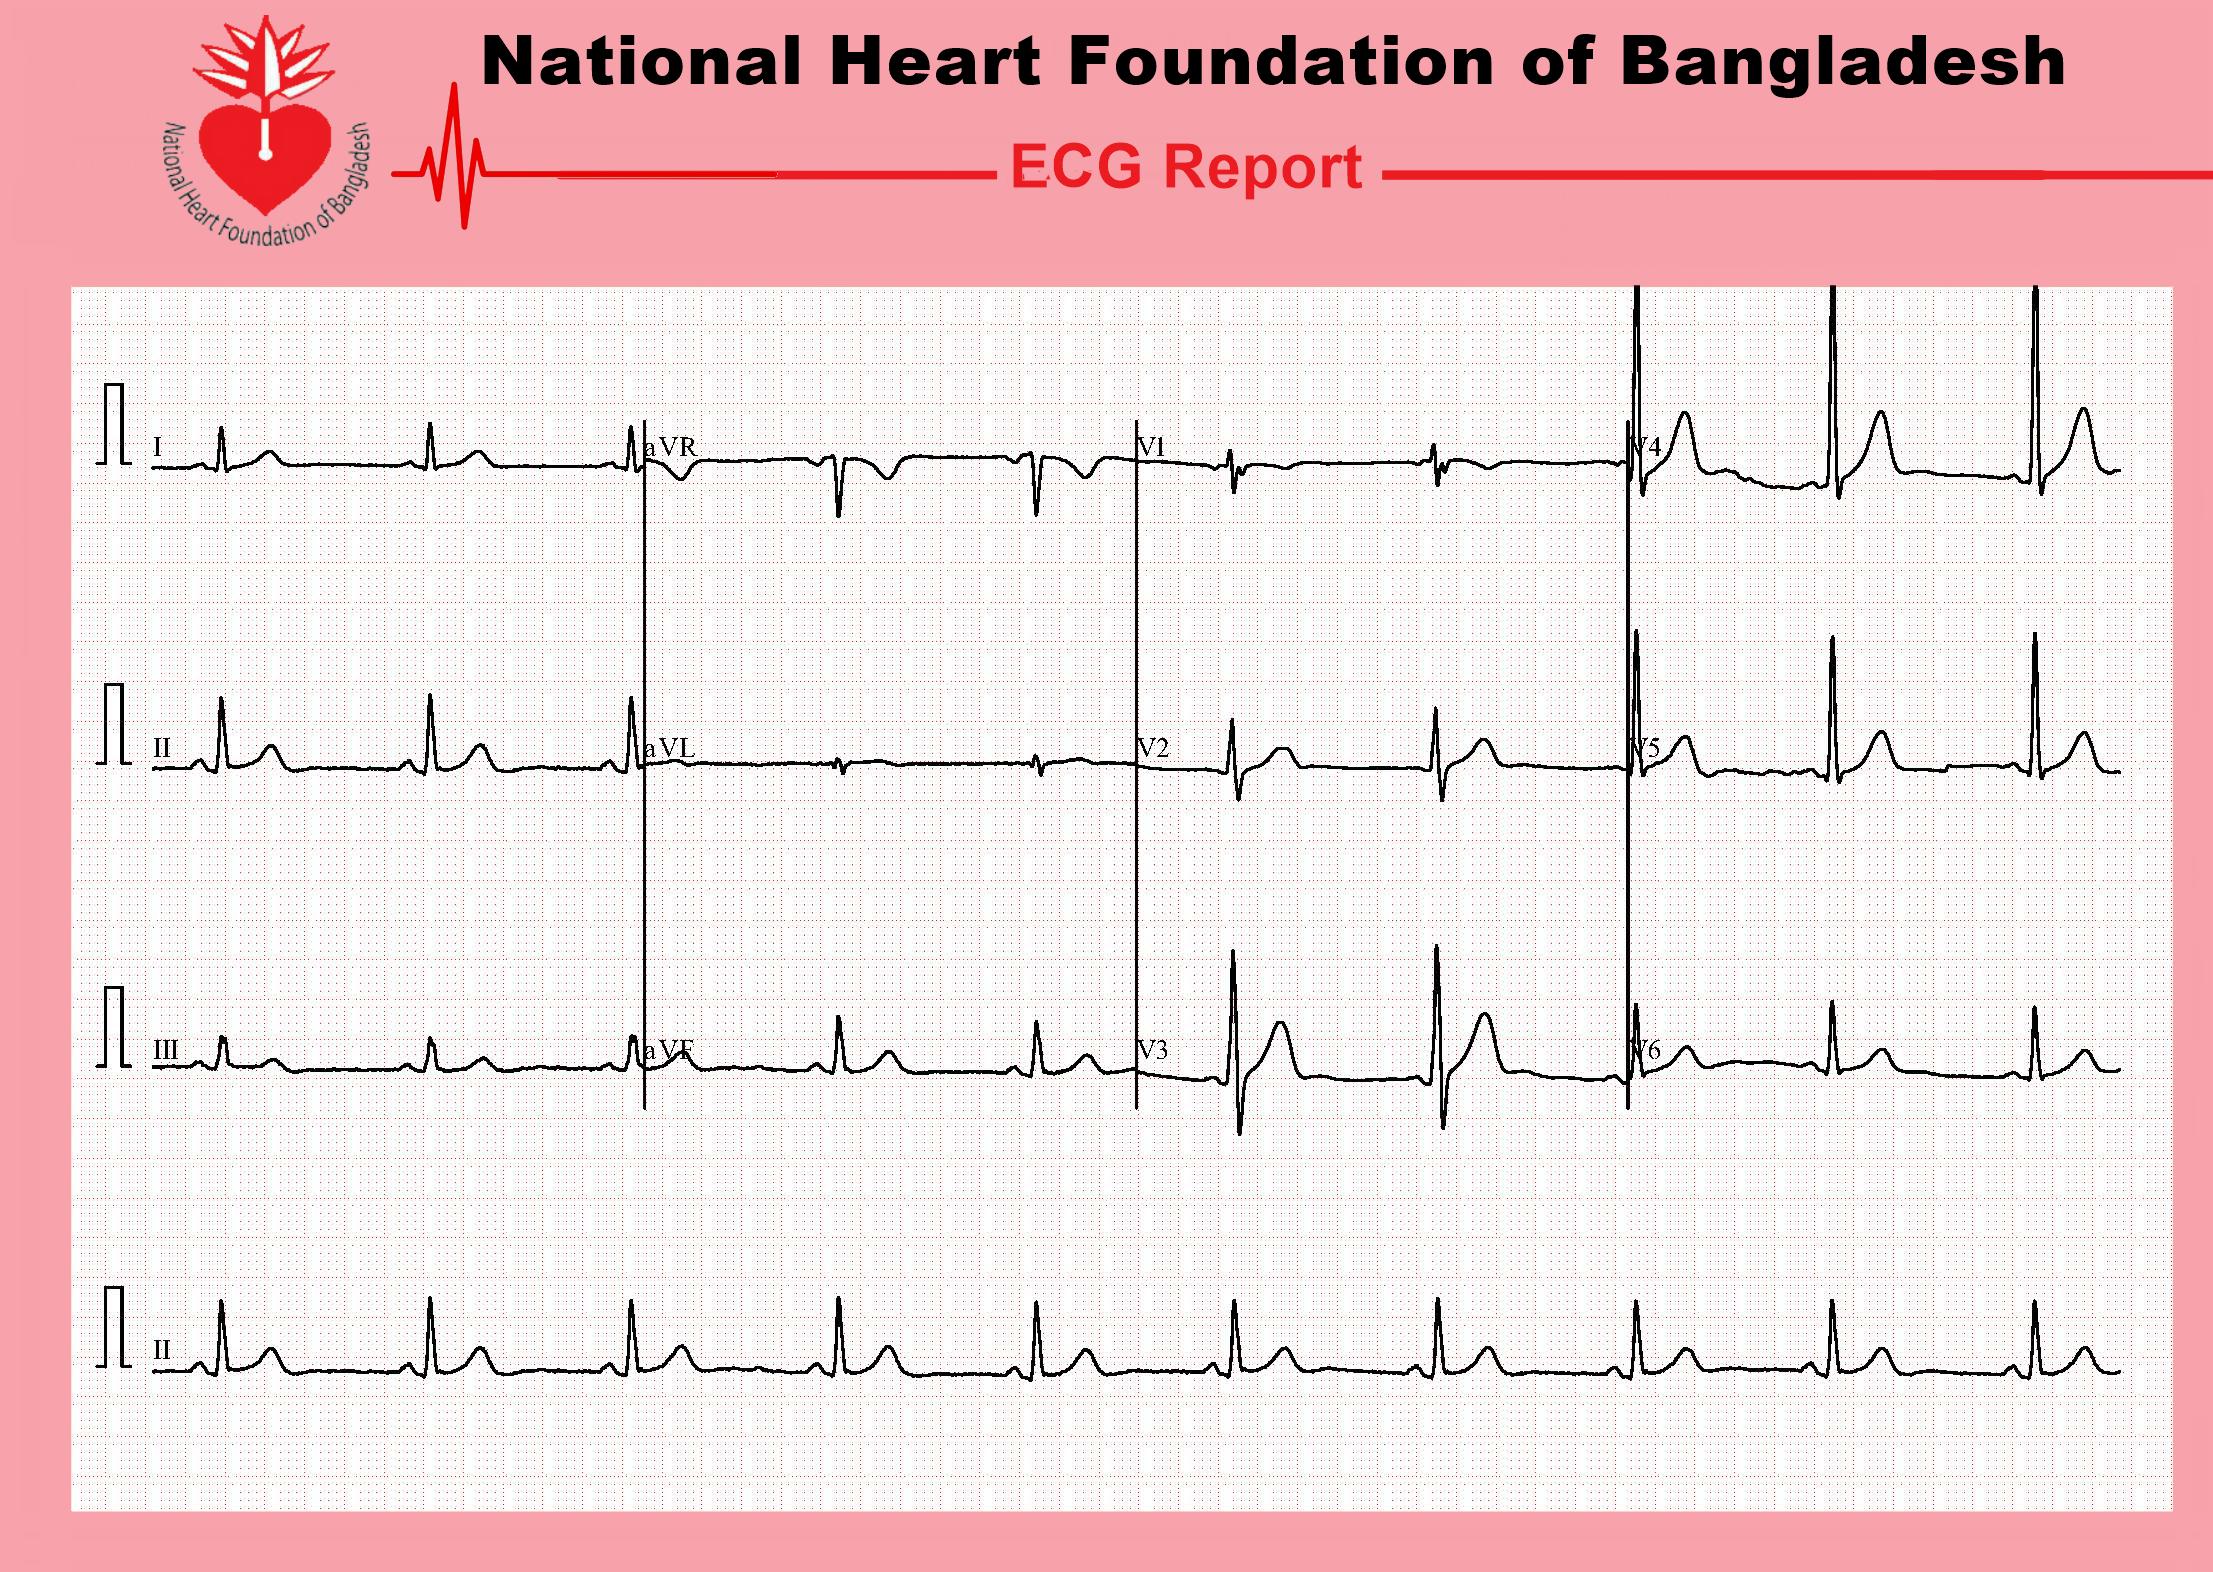 National Heart Foundation of Bangladesh
National Heart Foundation of Bangladesh
ECG Report
I
aVR
V1
V4
II
aVL
V2
V5
III
aVF
V3
V6
II